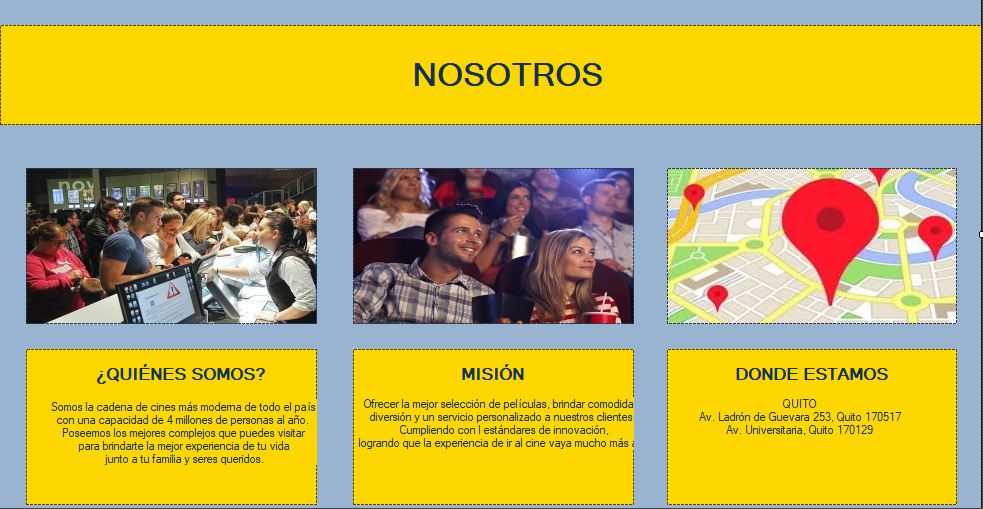 NOSOTROS
¿QUIÉNES SOMOS?
Somos la cadena de cines más moderna de todo el país
con una capacidad de 4 millones de personas al año.
Poseemos los mejores complejos que puedes visitar
para brindarte la mejor experiencia de tu vida
junto a tu familia y seres queridos.
MISIÓN
Ofrecer la mejor selección de películas, brindar comodida
diversión y un servicio personalizado a nuestros clientes
Cumpliendo con l estándares de innovación,
logrando que la experiencia de ir al cine vaya mucho más a
DONDE ESTAMOS
QUITO
Av. Ladrón de Guevara 253, Quito 170517
Av. Universitaria, Quito 170129